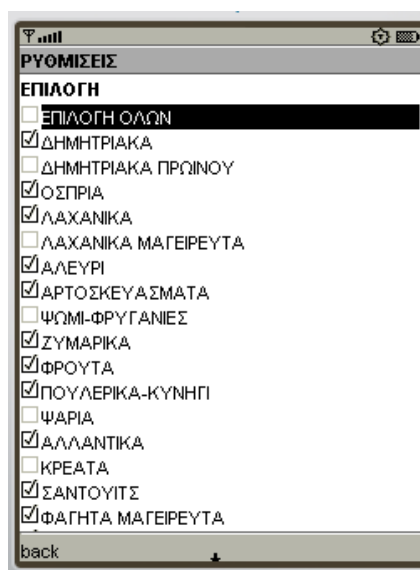 ΡΥΘΜΙΣΕΙΣ
ΕΠΙΛΟΓΗ
ΕΠΙΛΟΓΗ ΟΛΩΝ
ΔΗΜΗΤΡΙΑΚΑ
ΔΗΜΗΤΡΙΑΚΑ ΠΡΩΙΝΟΥ
ΟΣΠΡΙΑ
ΛΑΧΑΝΙΚΑ
ΛΑΧΑΝΙΚΑ ΜΑΓΕΙΡΕΥΤΑ
ΑΛΕΥΡΙ
ΑΡΤΟΣΚΕΥΑΣΜΑΤΑ
ΨΩΜΙ-ΦΡΥΓΑΝΙΕΣ
ΖΥΜΑΡΙΚΑ
ΦΡΟΥΤΑ
ΠΟΥΛΕΡΙΚΑ-ΚΥΝΗΓΙ
ΨΑΡΙΑ
ΑΛΛΑΝΤΙΚΑ
ΚΡΕΑΤΑ
ΣΑΝΤΟΥΙΤΣ
ΦΑΓΗΤΑ ΜΑΓΕΙΡΕΥΤΑ
back